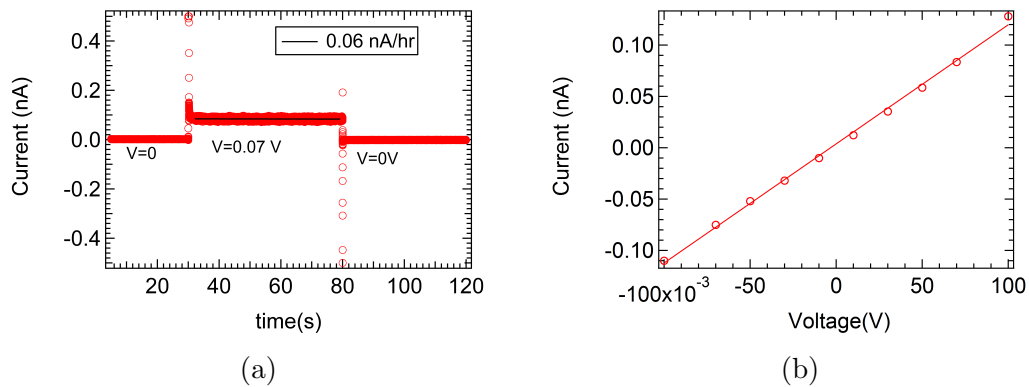 0.4
0.2
0.0
-0.2
-0.4
Current (nA)
0.06 nA/hr
V=0
V=0.07 V
V=0V
20
40
60
80
100
120
time(s)
(a)
0.10
0.05
0.00
-0.05
-0.10
Current (nA)
-100x10-3
-50
0
50
100
Voltage(V)
(b)